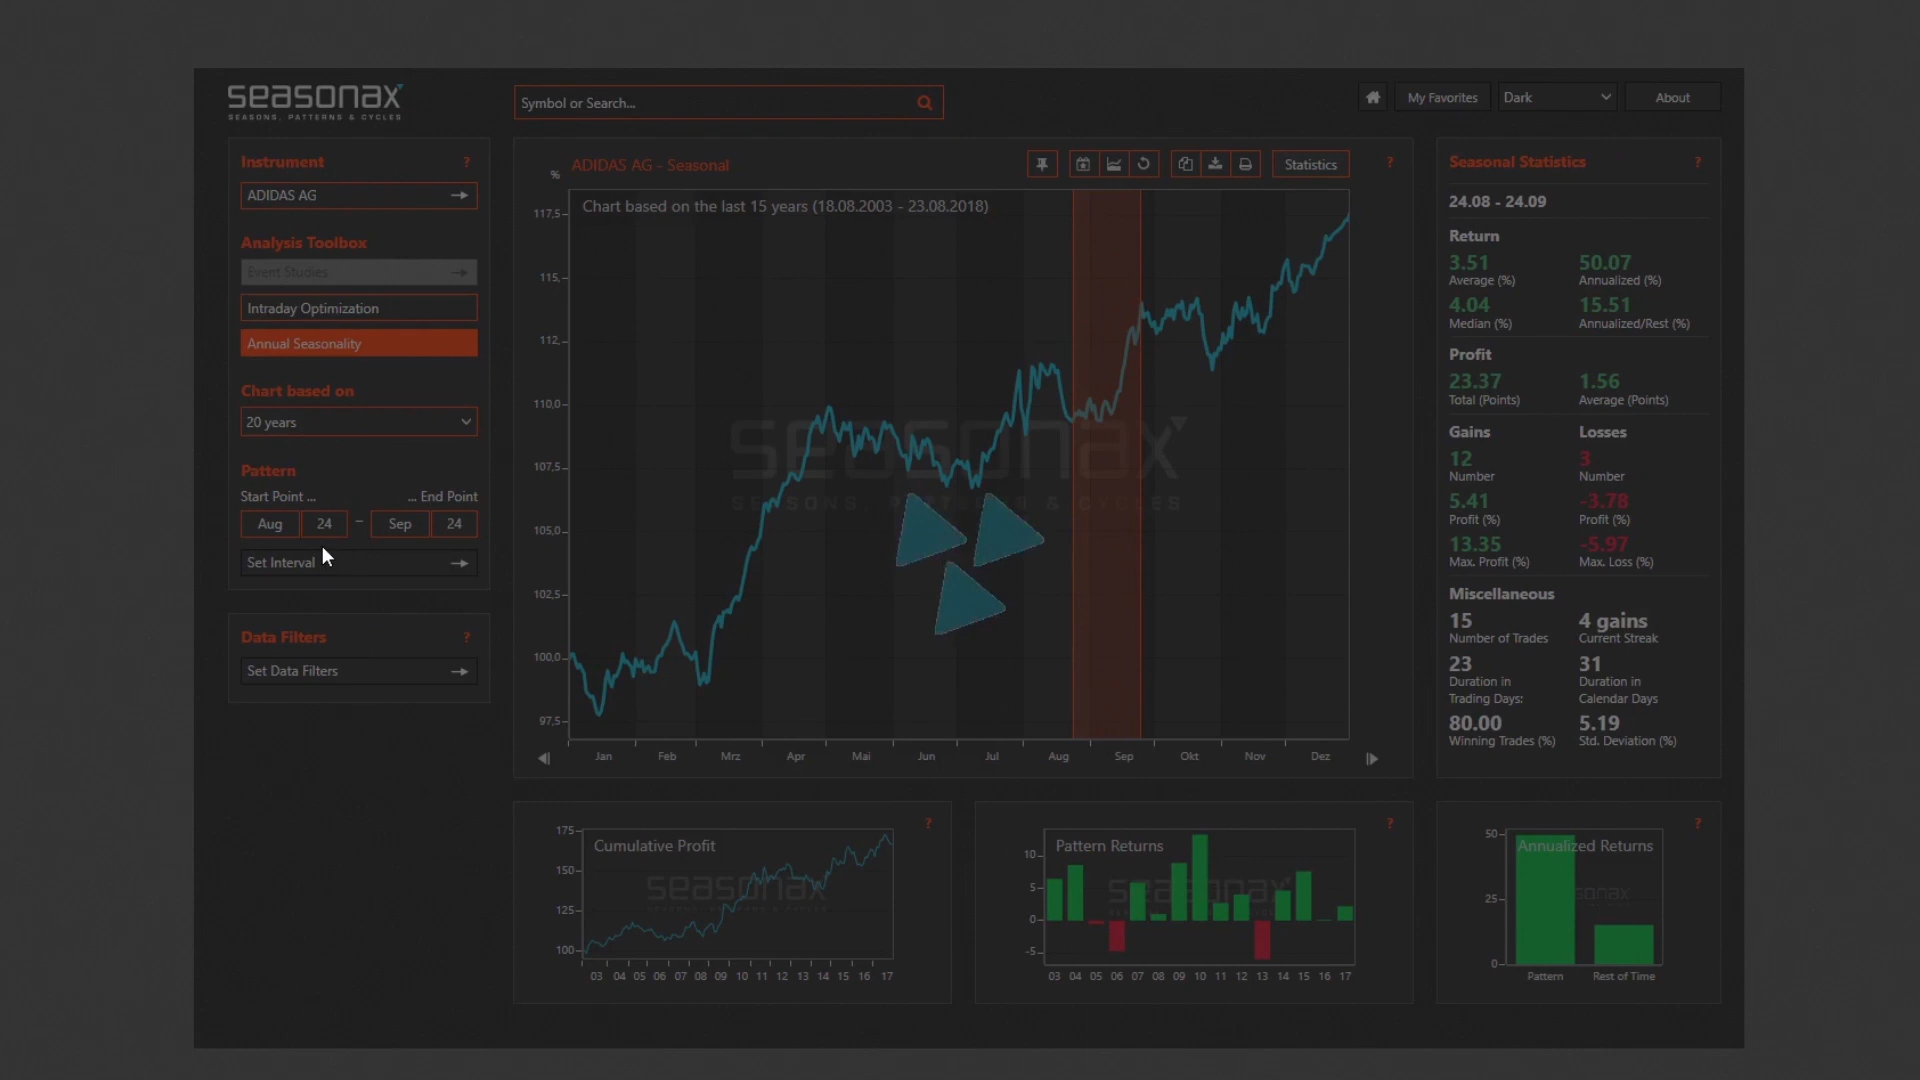 seasonax
SEASONS, PATTERNS & CYCLES
Symbol or Search...
My Favorites
Dark
About
Instrument
?
ADIDAS AG
Analysis Toolbox
Event Studies
Intraday Optimization
Annual Seasonality
Chart based on
20 years
Pattern
Start Point ...
... End Point
Aug 24 – Sep 24
Set Interval
Data Filters
?
Set Data Filters
ADIDAS AG - Seasonal
Statistics
?
%
Chart based on the last 15 years (18.08.2003 - 23.08.2018)
117,5
115,
112,
110,0
107,5
105,0
102,5
100,0
97,5
seasonax
SEASONS, PATTERNS & CYCLES
Jan Feb Mrz Apr Mai Jun Jul Aug Sep Okt Nov Dez
Seasonal Statistics
?
24.08 - 24.09
Return
3.51 50.07
Average (%) Annualized (%)
4.04 15.51
Median (%) Annualized/Rest (%)
Profit
23.37 1.56
Total (Points) Average (Points)
Gains Losses
12 3
Number Number
5.41 -3.78
Profit (%) Profit (%)
13.35 -5.97
Max. Profit (%) Max. Loss (%)
Miscellaneous
15 4 gains
Number of Trades Current Streak
23 31
Duration in Duration in
Trading Days: Calendar Days
80.00 5.19
Winning Trades (%) Std. Deviation (%)
?
Cumulative Profit
175
150
125
100
seasonax
03 04 05 06 07 08 09 10 11 12 13 14 15 16 17
?
Pattern Returns
10
5
0
-5
seasonax
03 04 05 06 07 08 09 10 11 12 13 14 15 16 17
?
Annualized Returns
50
25
0
Pattern Rest of Time